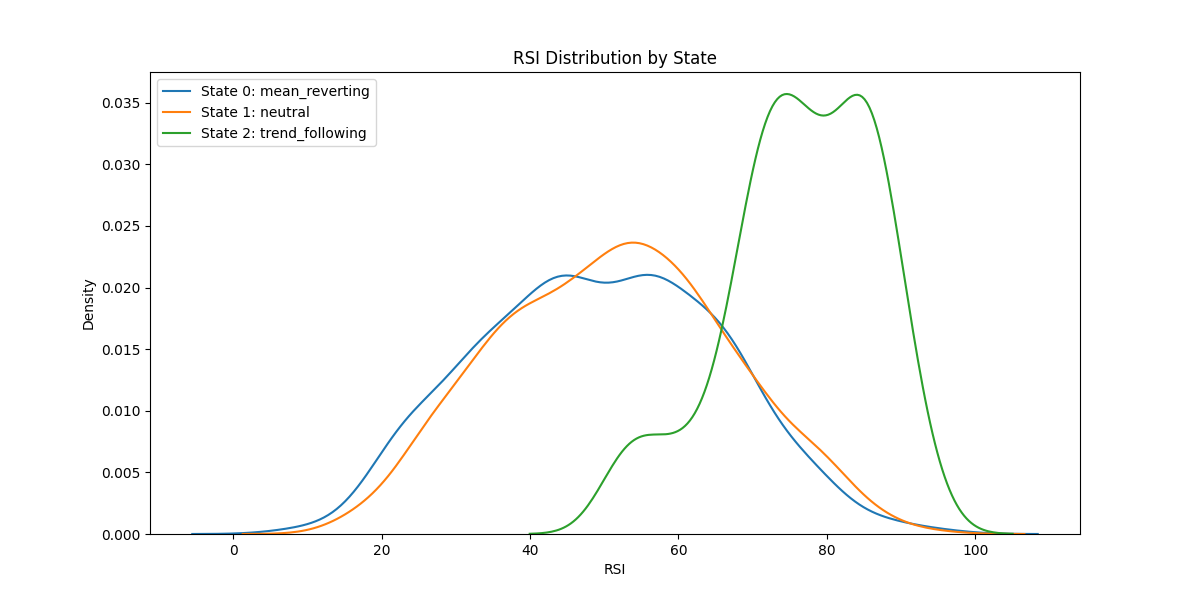 RSI Distribution by State
State 0: mean_reverting
State 1: neutral
State 2: trend_following
Density
0.035
0.030
0.025
0.020
0.015
0.010
0.005
0.000
0 20 40 60 80 100
RSI